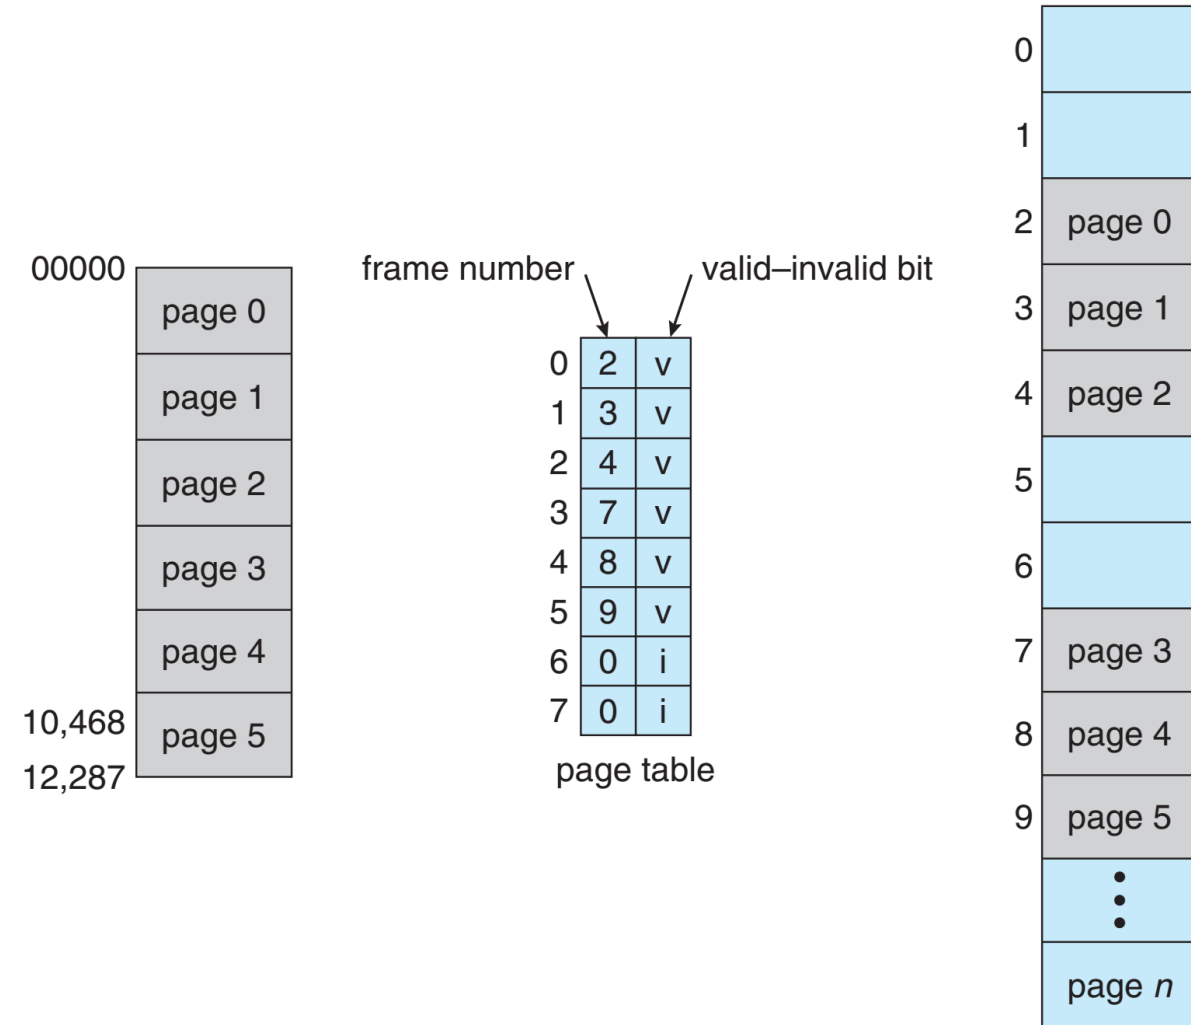 00000
page 0
page 1
page 2
page 3
page 4
10,468
page 5
12,287
frame number
valid–invalid bit
0 2 v
1 3 v
2 4 v
3 7 v
4 8 v
5 9 v
6 0 i
7 0 i
page table
0
1
2 page 0
3 page 1
4 page 2
5
6
7 page 3
8 page 4
9 page 5
page n